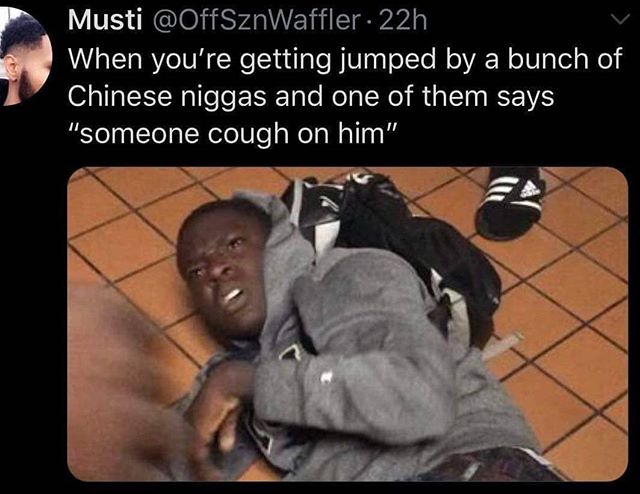 Musti @OffSznWaffler · 22h
When you're getting jumped by a bunch of
Chinese niggas and one of them says
"someone cough on him"